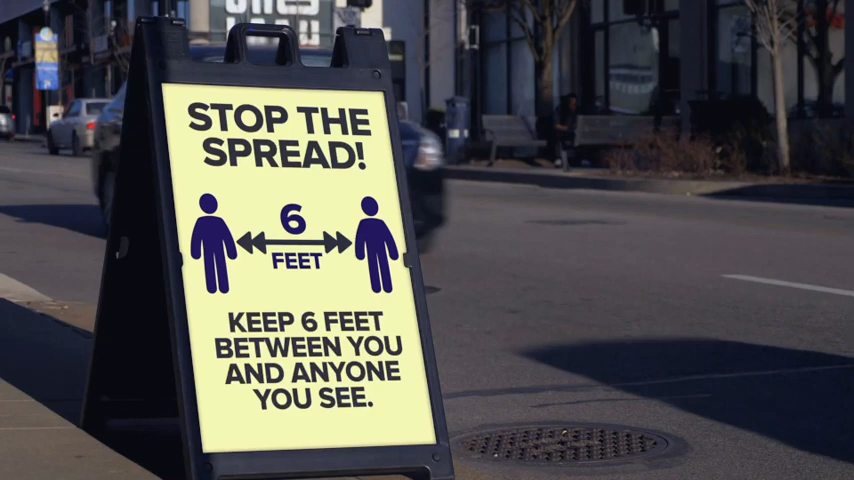 STOP THE
SPREAD!
6
FEET
KEEP 6 FEET
BETWEEN YOU
AND ANYONE
YOU SEE.